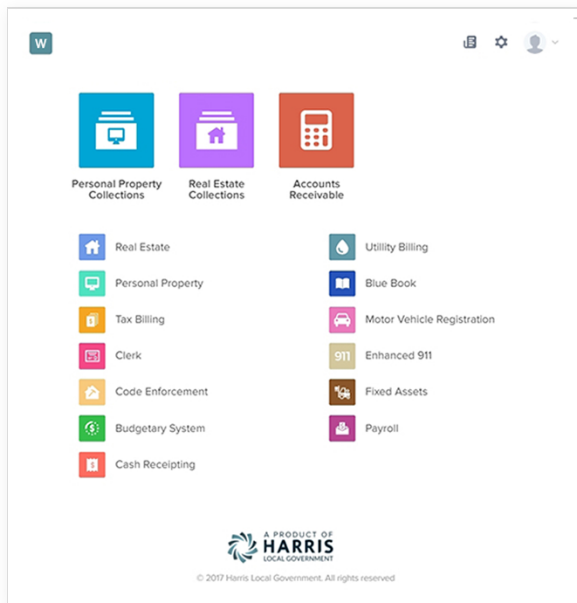 W
Personal Property
Collections
Real Estate
Collections
Accounts
Receivable
Real Estate
Personal Property
Tax Billing
Clerk
Code Enforcement
Budgetary System
Cash Receipting
Utility Billing
Blue Book
Motor Vehicle Registration
911
Enhanced 911
Fixed Assets
Payroll
A PRODUCT OF
HARRIS
LOCAL GOVERNMENT
© 2017 Harris Local Government. All rights reserved